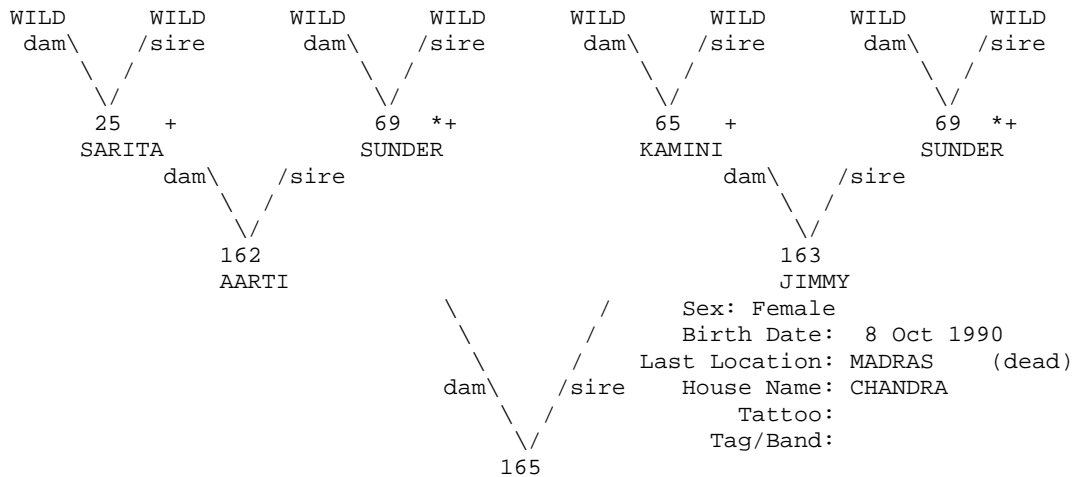 WILD WILD WILD WILD WILD WILD WILD WILD
dam\ /sire dam\ /sire dam\ /sire dam\ /sire
\ / \ / \ / \ /
\/ \/ \/ \/
25 + 69 *+ 65 + 69 *+
SARITA SUNDER KAMINI SUNDER
dam\ /sire dam\ /sire
\ / \ /
\/ \/
162 163
AARTI JIMMY
\ / Sex: Female
\ / Birth Date: 8 Oct 1990
\ / Last Location: MADRAS (dead)
dam\ /sire House Name: CHANDRA
\ / Tattoo:
\/ Tag/Band:
165